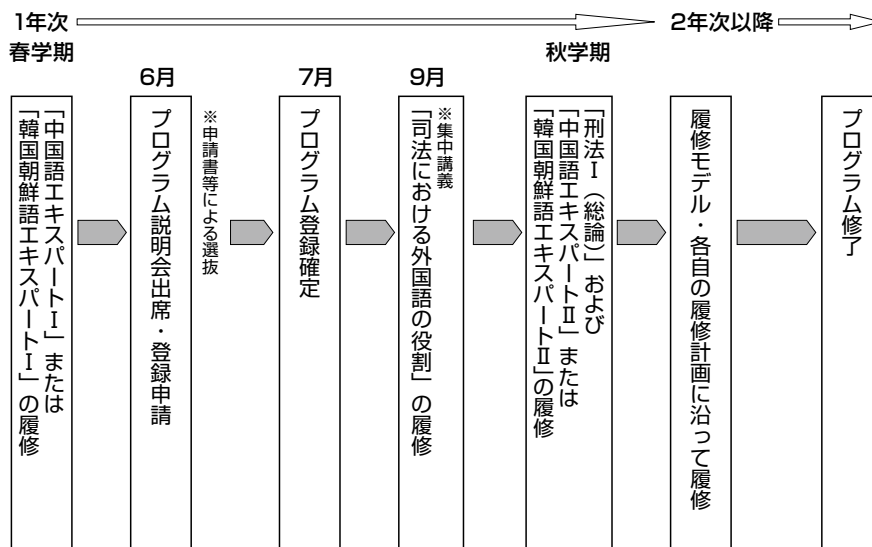 1年次
2年次以降
春学期
6月
7月
9月
秋学期
「中国語エキスパートⅠ」または
「韓国朝鮮語エキスパートⅠ」の履修
プログラム説明会出席・登録申請
※申請書等による選抜
プログラム登録確定
※集中講義
「司法における外国語の役割」の履修
「刑法Ⅰ（総論）」および
「中国語エキスパートⅡ」または
「韓国朝鮮語エキスパートⅡ」の履修
履修モデル・各自の履修計画に沿って履修
プログラム修了